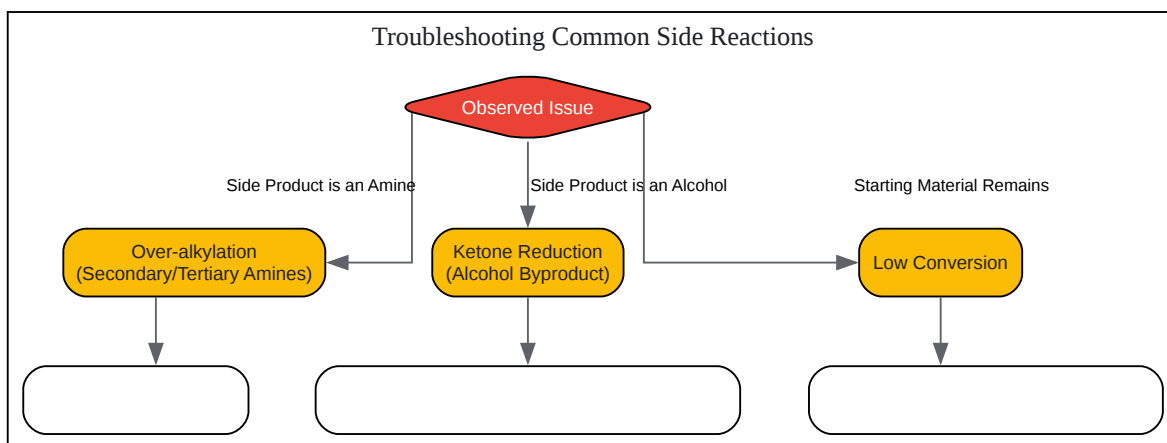 Troubleshooting Common Side Reactions
Observed Issue
Side Product is an Amine
Side Product is an Alcohol
Starting Material Remains
Over-alkylation
(Secondary/Tertiary Amines)
Ketone Reduction
(Alcohol Byproduct)
Low Conversion